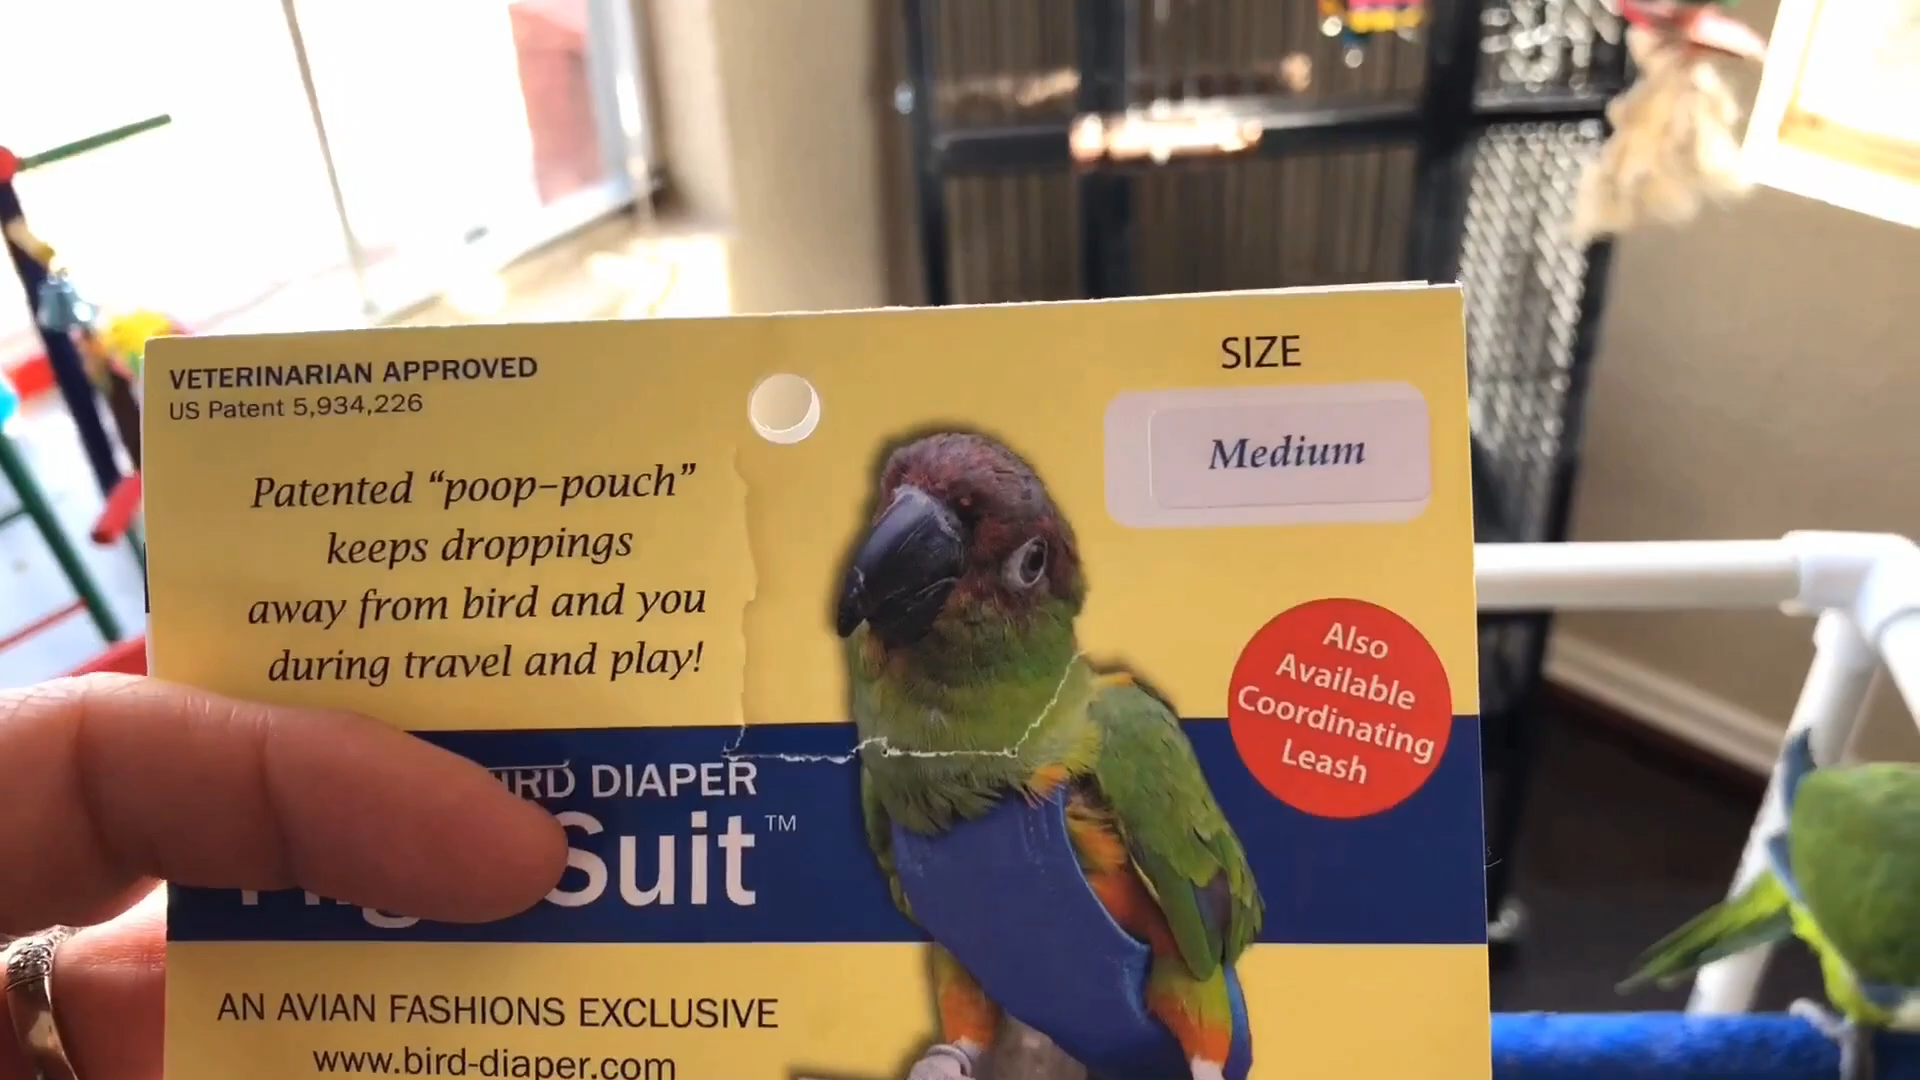 VETERINARIAN APPROVED
US Patent 5,934,226
Patented “poop–pouch”
keeps droppings
away from bird and you
during travel and play!
SIZE
Medium
Also
Available
Coordinating
Leash
DIAPER
Suit™
AN AVIAN FASHIONS EXCLUSIVE
www.bird-diaper.com